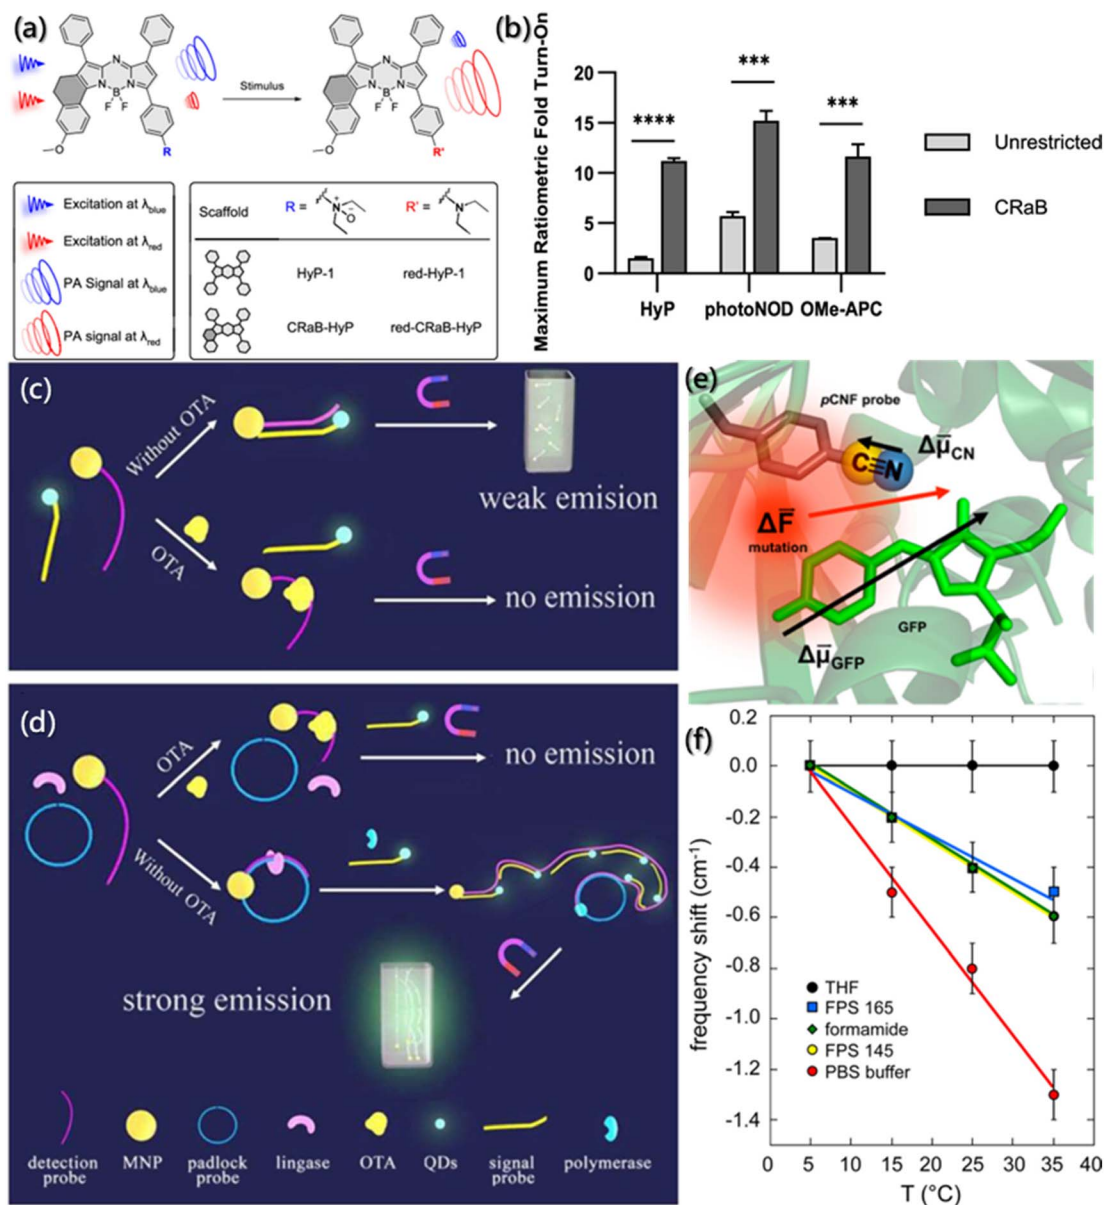 (a)
N
N
B
N
F F
O
R
Stimulus
N
N
B
N
F F
O
R'
Excitation at λblue
Excitation at λred
PA Signal at λblue
PA signal at λred
Scaffold
R =
N
+
O
-
R' =
N
HyP-1
red-HyP-1
CRaB-HyP
red-CRaB-HyP
(b)
Maximum Ratiometric Fold Turn-On
20
15
10
5
0
****
***
***
HyP
photoNOD
OMe-APC
Unrestricted
CRaB
(c)
Without OTA
OTA
weak emision
no emission
(d)
OTA
Without OTA
no emission
strong emission
detection
probe
MNP
padlock
probe
lingase
OTA
QDs
signal
probe
polymerase
(e)
pCNF probe
C≡N
Δμ̄CN
ΔF̄
mutation
GFP
Δμ̄GFP
(f)
frequency shift (cm-1)
0.2
0.0
-0.2
-0.4
-0.6
-0.8
-1.0
-1.2
-1.4
THF
FPS 165
formamide
FPS 145
PBS buffer
0 5 10 15 20 25 30 35 40
T (°C)